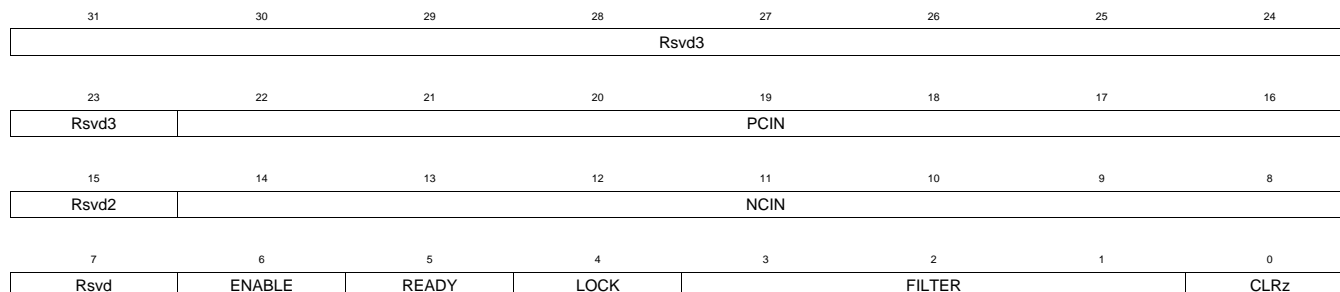 31 30 29 28 27 26 25 24
Rsvd3
23 22 21 20 19 18 17 16
Rsvd3 PCIN
15 14 13 12 11 10 9 8
Rsvd2 NCIN
7 6 5 4 3 2 1 0
Rsvd ENABLE READY LOCK FILTER CLRz